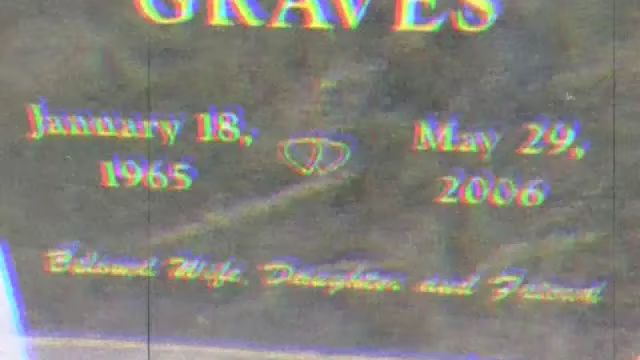 GRAVES
January 18, May 29,
1965 2006
Beloved Wife, Daughter and Friend